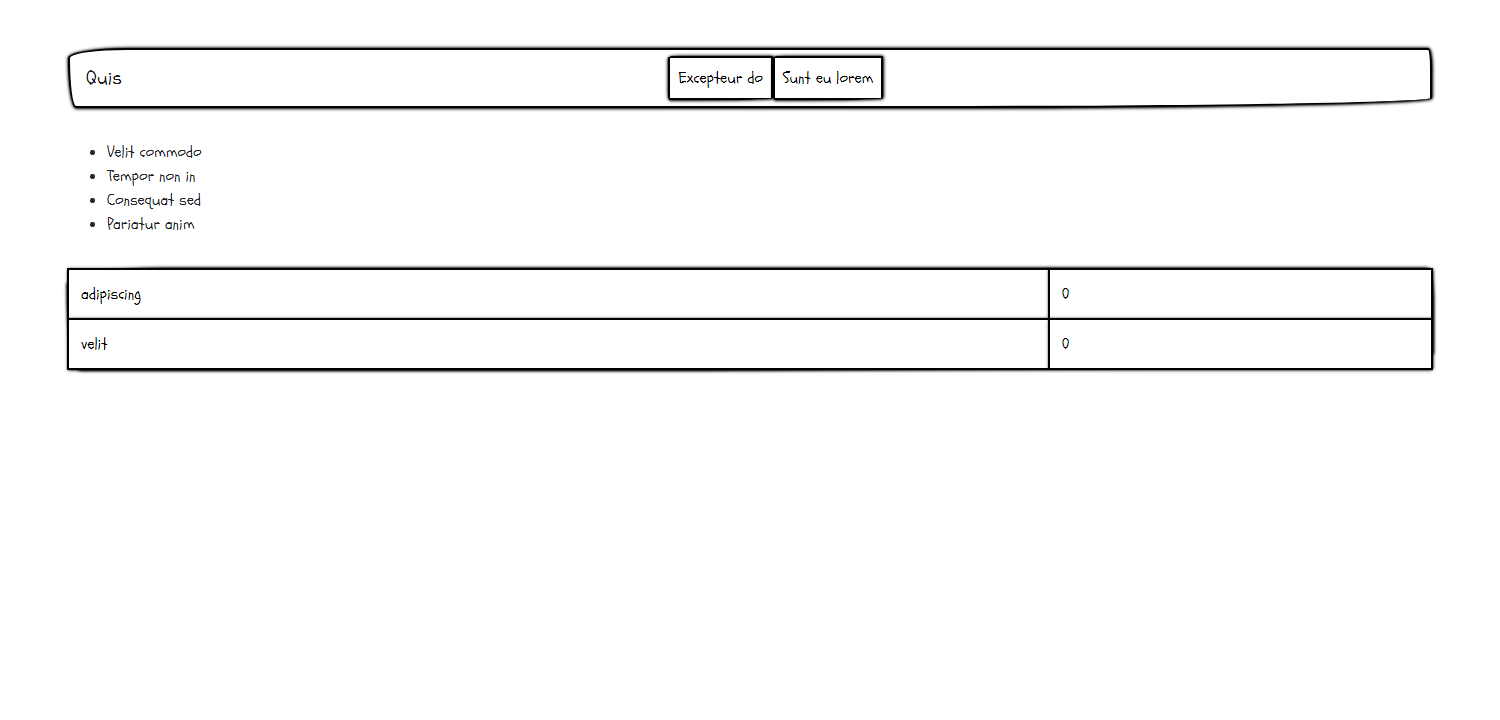 Quis
Excepteur do
Sunt eu lorem
Velit commodo
Tempor non in
Consequat sed
Pariatur anim
adipiscing 0
velit 0